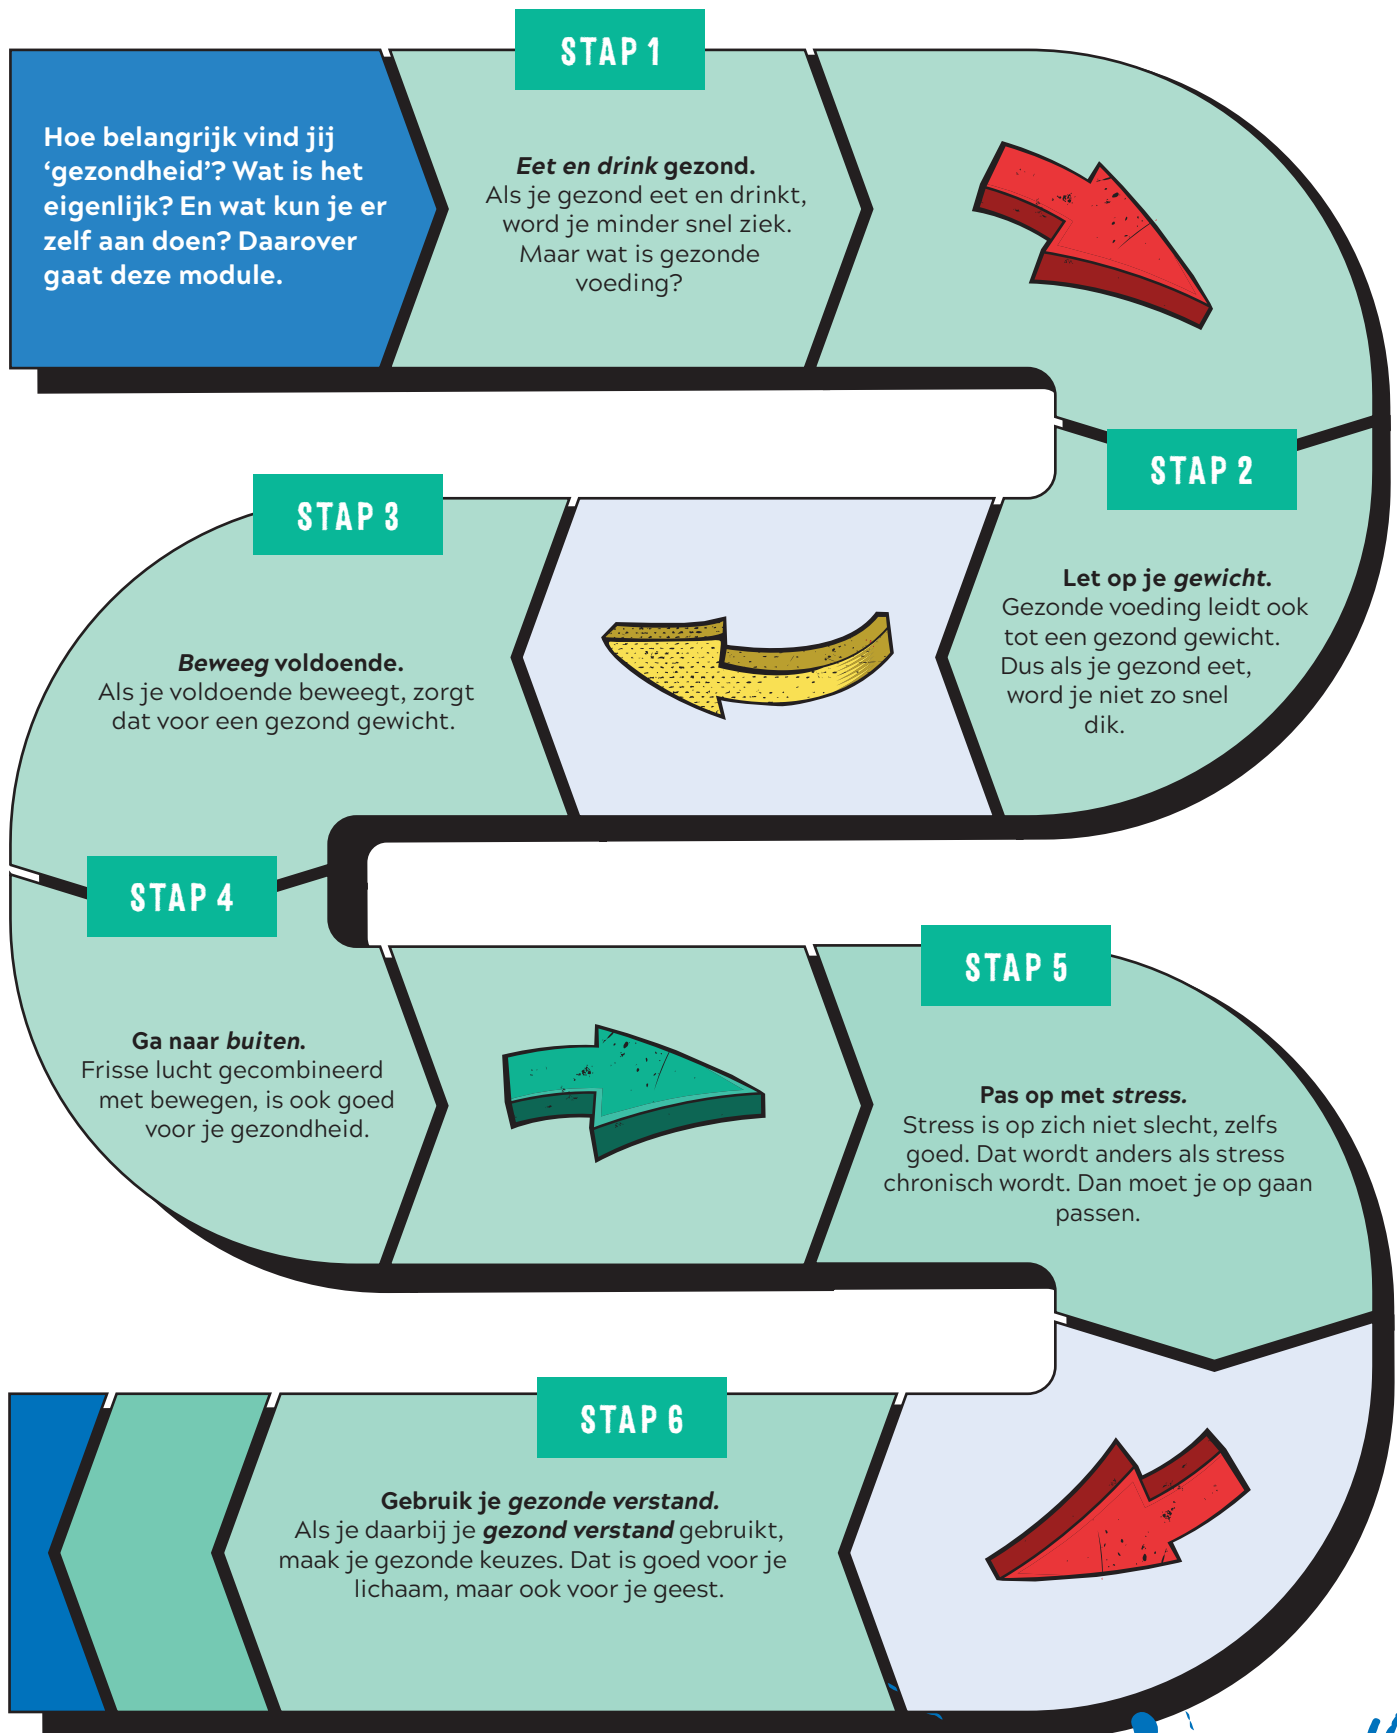 Hoe belangrijk vind jij
‘gezondheid’? Wat is het
eigenlijk? En wat kun je er
zelf aan doen? Daarover
gaat deze module.
STAP 1
Eet en drink gezond.
Als je gezond eet en drinkt,
word je minder snel ziek.
Maar wat is gezonde
voeding?
STAP 2
Let op je gewicht.
Gezonde voeding leidt ook
tot een gezond gewicht.
Dus als je gezond eet,
word je niet zo snel
dik.
STAP 3
Beweeg voldoende.
Als je voldoende beweegt, zorgt
dat voor een gezond gewicht.
STAP 4
Ga naar buiten.
Frisse lucht gecombineerd
met bewegen, is ook goed
voor je gezondheid.
STAP 5
Pas op met stress.
Stress is op zich niet slecht, zelfs
goed. Dat wordt anders als stress
chronisch wordt. Dan moet je op gaan
passen.
STAP 6
Gebruik je gezonde verstand.
Als je daarbij je gezond verstand gebruikt,
maak je gezonde keuzes. Dat is goed voor je
lichaam, maar ook voor je geest.